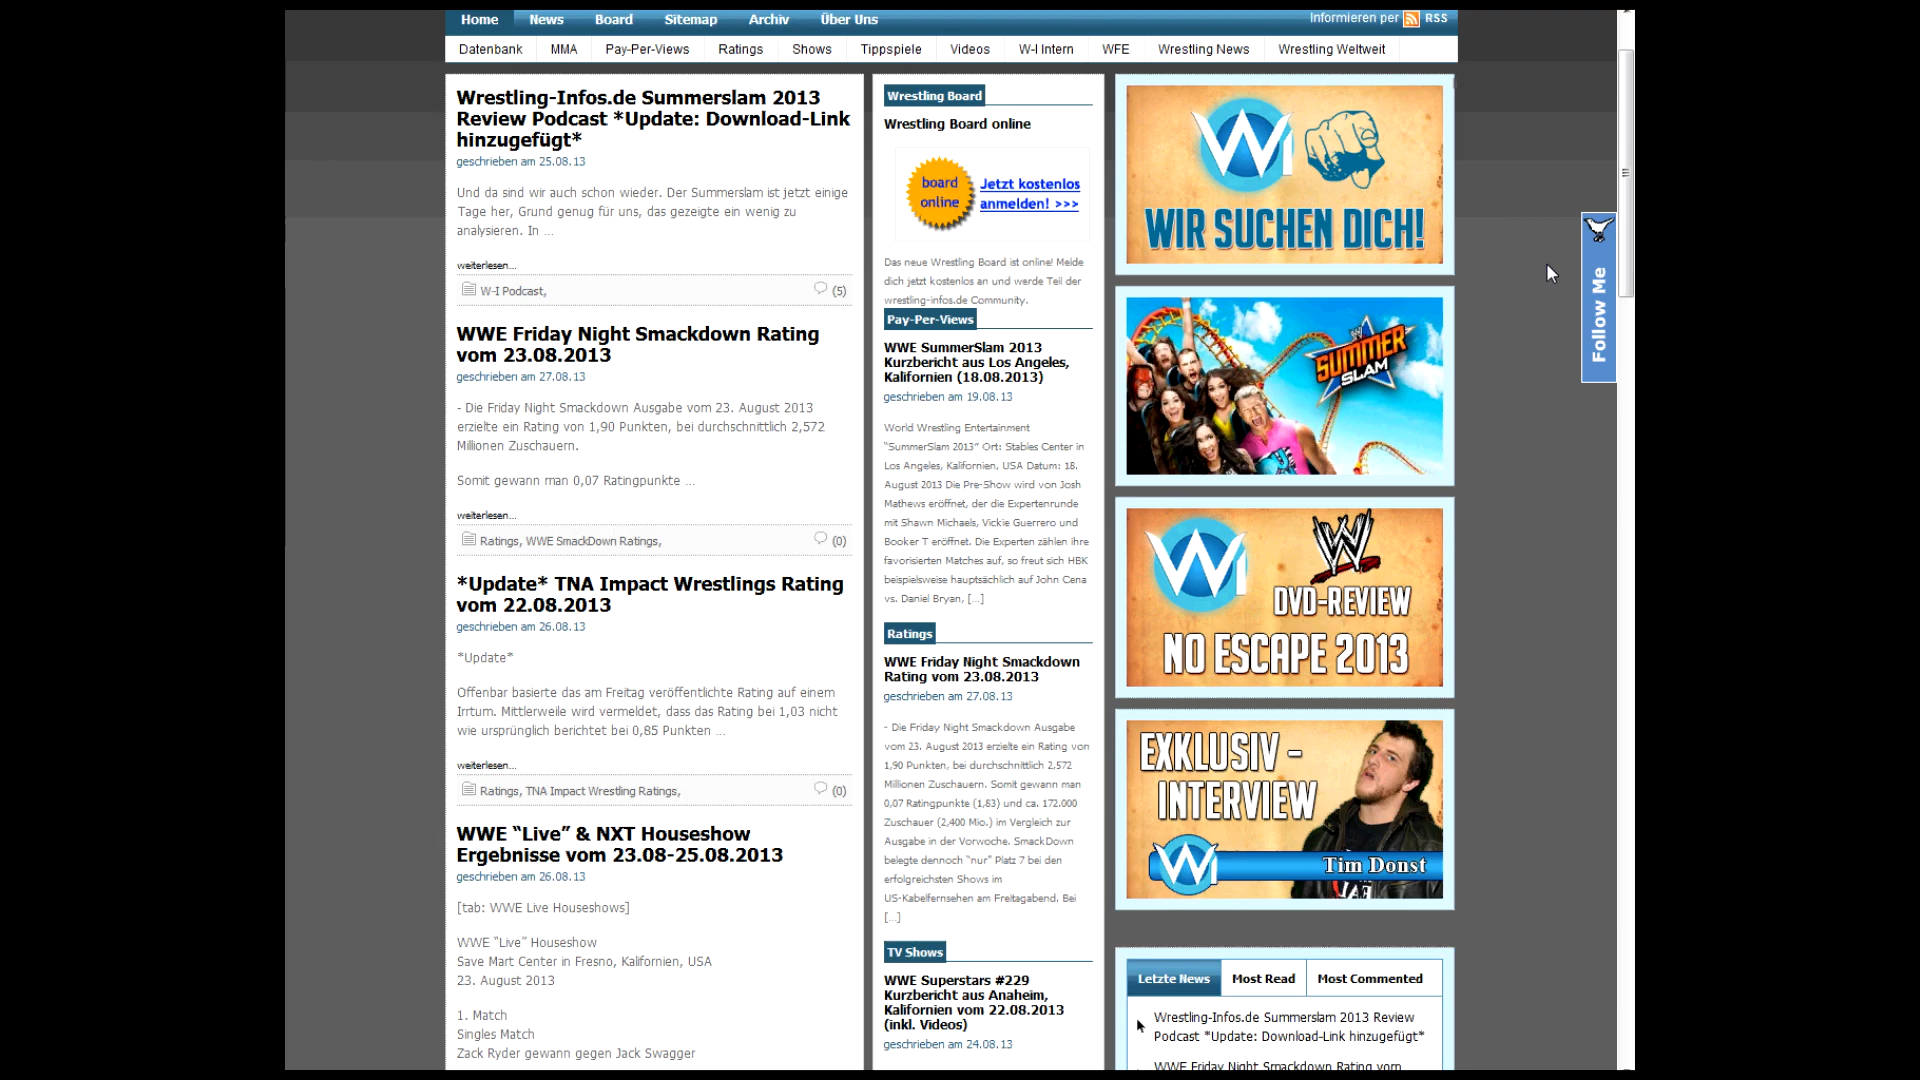 Home News Board Sitemap Archiv Über Uns
Informieren per RSS
Datenbank MMA Pay-Per-Views Ratings Shows Tippspiele Videos W-I Intern WFE Wrestling News Wrestling Weltweit
Wrestling-Infos.de Summerslam 2013
Review Podcast *Update: Download-Link
hinzugefügt*
geschrieben am 25.08.13
Und da sind wir auch schon wieder. Der Summerslam ist jetzt einige
Tage her, Grund genug für uns, das gezeigte ein wenig zu
analysieren. In ...
weiterlesen...
W-I Podcast,
(5)
WWE Friday Night Smackdown Rating
vom 23.08.2013
geschrieben am 27.08.13
- Die Friday Night Smackdown Ausgabe vom 23. August 2013
erzielte ein Rating von 1,90 Punkten, bei durchschnittlich 2,572
Millionen Zuschauern.
Somit gewann man 0,07 Ratingpunkte ...
weiterlesen...
Ratings, WWE SmackDown Ratings,
(0)
*Update* TNA Impact Wrestlings Rating
vom 22.08.2013
geschrieben am 26.08.13
*Update*
Offenbar basierte das am Freitag veröffentlichte Rating auf einem
Irrtum. Mittlerweile wird vermeldet, dass das Rating bei 1,03 nicht
wie ursprünglich berichtet bei 0,85 Punkten ...
weiterlesen...
Ratings, TNA Impact Wrestling Ratings,
(0)
WWE “Live” & NXT Houseshow
Ergebnisse vom 23.08-25.08.2013
geschrieben am 26.08.13
[tab: WWE Live Houseshows]
WWE “Live” Houseshow
Save Mart Center in Fresno, Kalifornien, USA
23. August 2013
1. Match
Singles Match
Zack Ryder gewann gegen Jack Swagger
Wrestling Board
Wrestling Board online
board
online
Jetzt kostenlos
anmelden! >>>
Das neue Wrestling Board ist online! Melde
dich jetzt kostenlos an und werde Teil der
wrestling-infos.de Community.
Pay-Per-Views
WWE SummerSlam 2013
Kurzbericht aus Los Angeles,
Kalifornien (18.08.2013)
geschrieben am 19.08.13
World Wrestling Entertainment
“SummerSlam 2013” Ort: Stables Center in
Los Angeles, Kalifornien, USA Datum: 18.
August 2013 Die Pre-Show wird von Josh
Mathews eröffnet, der die Expertenrunde
mit Shawn Michaels, Vickie Guerrero und
Booker T eröffnet. Die Experten zählen ihre
favorisierten Matches auf, so freut sich HBK
beispielsweise hauptsächlich auf John Cena
vs. Daniel Bryan, [...]
Ratings
WWE Friday Night Smackdown
Rating vom 23.08.2013
geschrieben am 27.08.13
- Die Friday Night Smackdown Ausgabe
vom 23. August 2013 erzielte ein Rating von
1,90 Punkten, bei durchschnittlich 2,572
Millionen Zuschauern. Somit gewann man
0,07 Ratingpunkte (1,83) und ca. 172.000
Zuschauer (2,400 Mio.) im Vergleich zur
Ausgabe in der Vorwoche. SmackDown
belegte dennoch “nur” Platz 7 bei den
erfolgreichsten Shows im
US-Kabelfernsehen am Freitagabend. Bei
[...]
TV Shows
WWE Superstars #229
Kurzbericht aus Anaheim,
Kalifornien vom 22.08.2013
(inkl. Videos)
geschrieben am 24.08.13
WI
WIR SUCHEN DICH!
SUMMER
SLAM
WI
W
DVD-REVIEW
NO ESCAPE 2013
EXKLUSIV -
INTERVIEW
WI
Tim Donst
Letzte News Most Read Most Commented
Wrestling-Infos.de Summerslam 2013 Review
Podcast *Update: Download-Link hinzugefügt*
WWE Friday Night Smackdown Rating vom
Follow Me